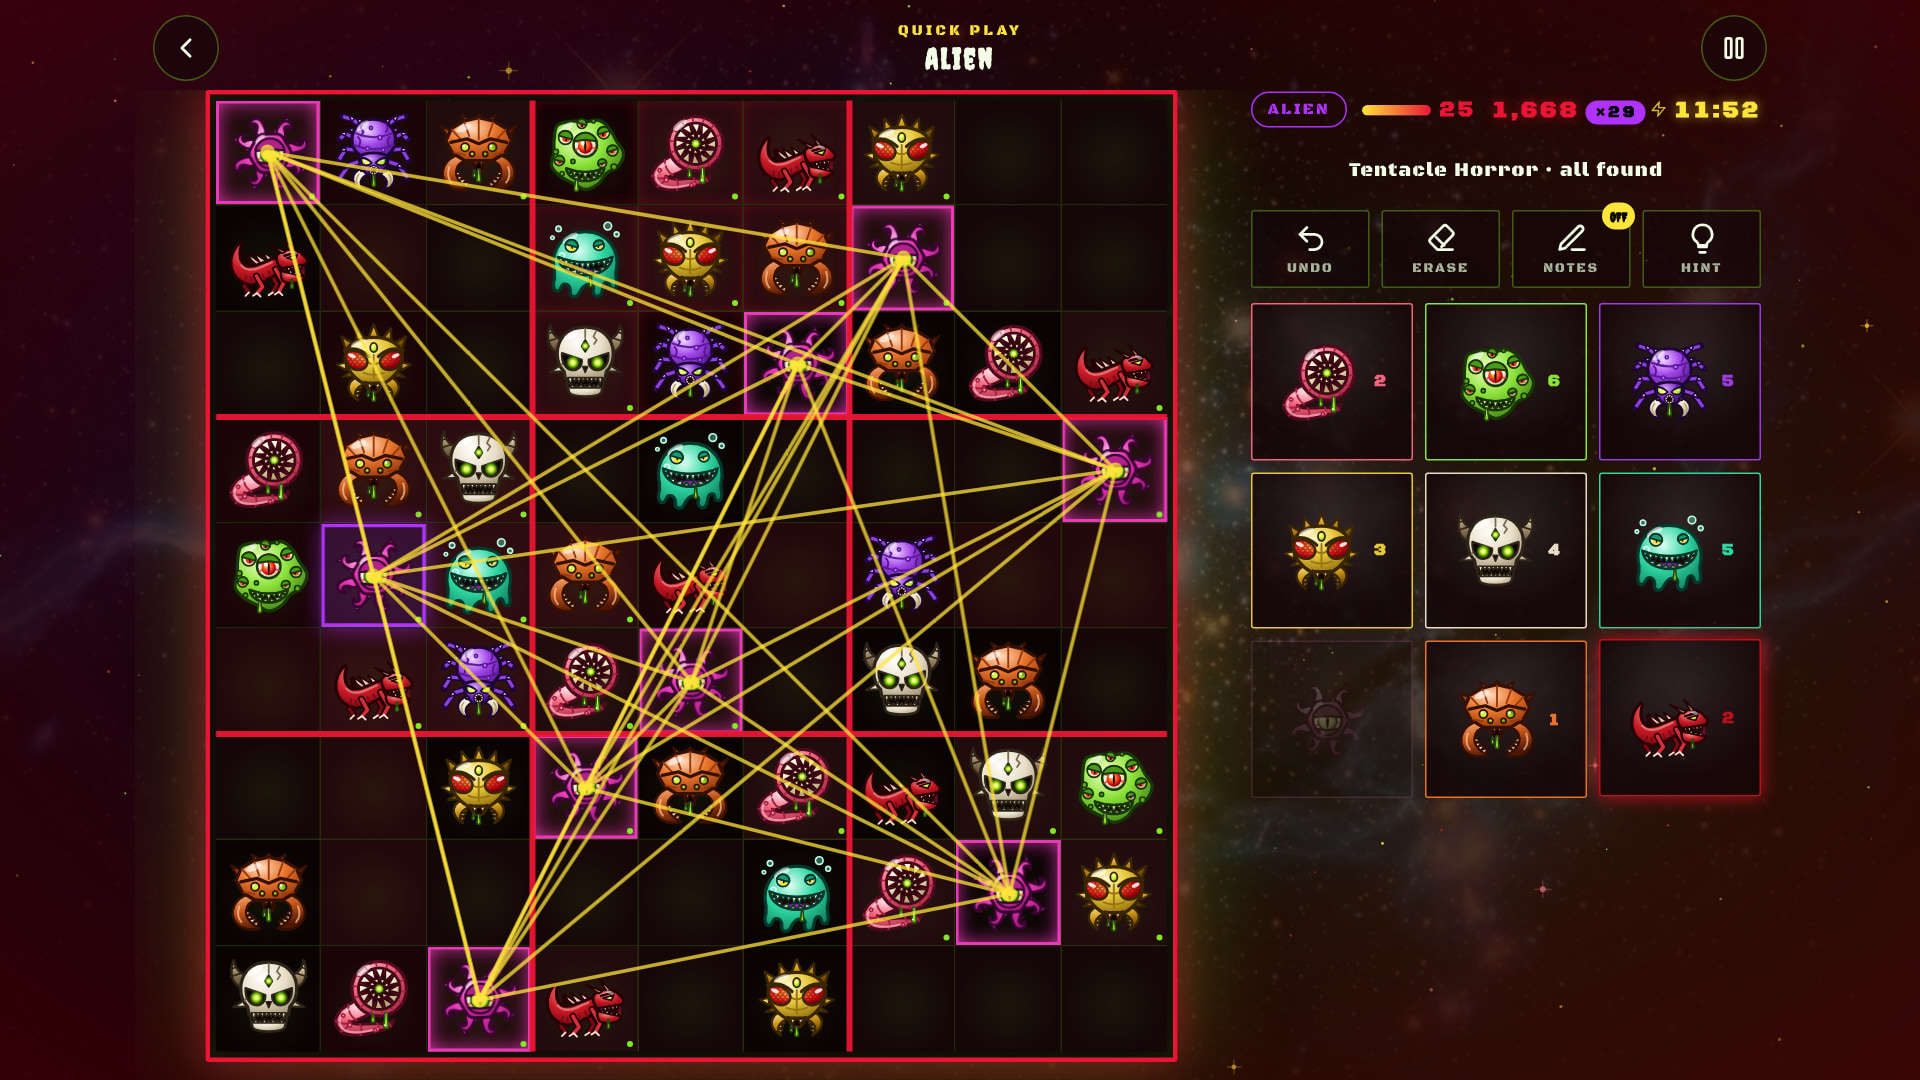 QUICK PLAY
ALIEN
ALIEN 25 1,668 ×29 11:52
Tentacle Horror · all found
OFF
UNDO ERASE NOTES HINT
2 6 5
3 4 5
1 2